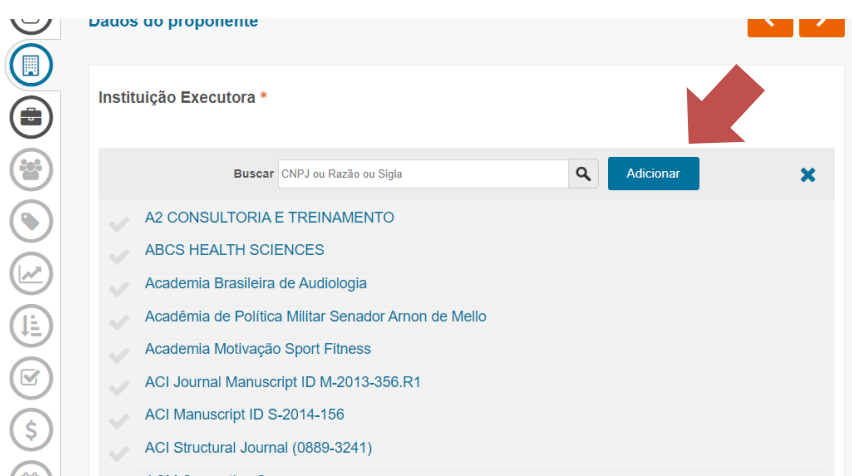 Dados do proponente
Instituição Executora *
Buscar CNPJ ou Razão ou Sigla Adicionar
A2 CONSULTORIA E TREINAMENTO
ABCS HEALTH SCIENCES
Academia Brasileira de Audiologia
Acadêmia de Política Militar Senador Arnon de Mello
Academia Motivação Sport Fitness
ACI Journal Manuscript ID M-2013-356.R1
ACI Manuscript ID S-2014-156
ACI Structural Journal (0889-3241)